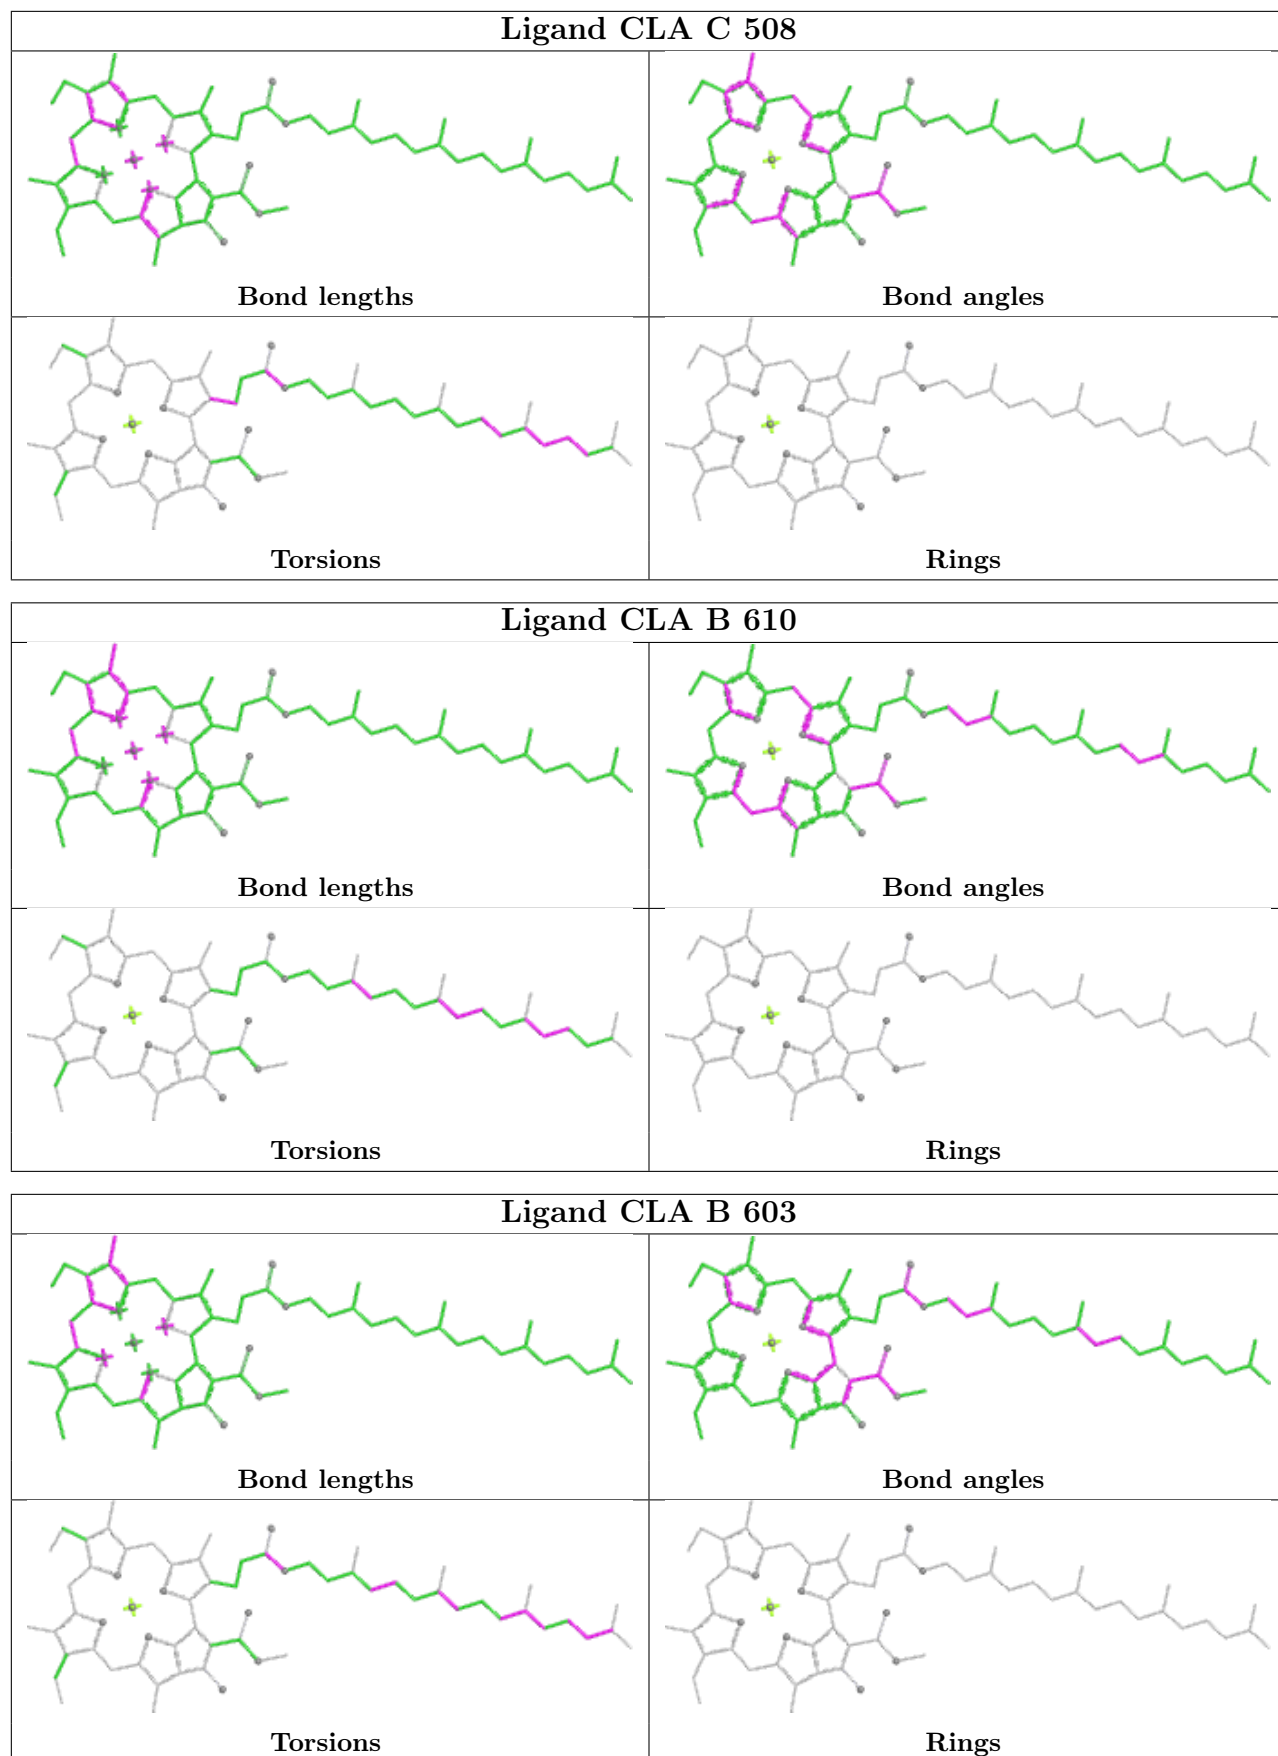 Ligand CLA C 508
Bond lengths
Bond angles
Torsions
Rings
Ligand CLA B 610
Bond lengths
Bond angles
Torsions
Rings
Ligand CLA B 603
Bond lengths
Bond angles
Torsions
Rings